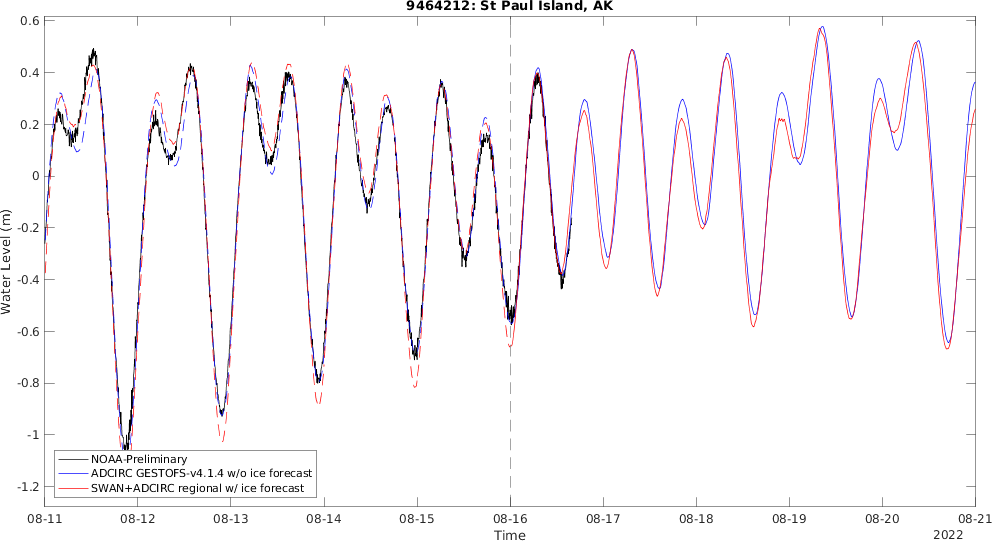 9464212: St Paul Island, AK
0.6
0.4
0.2
0
-0.2
-0.4
-0.6
-0.8
-1
-1.2
Water Level (m)
NOAA-Preliminary
ADCIRC GESTOFS-v4.1.4 w/o ice forecast
SWAN+ADCIRC regional w/ ice forecast
08-11 08-12 08-13 08-14 08-15 08-16 08-17 08-18 08-19 08-20 08-21
Time
2022